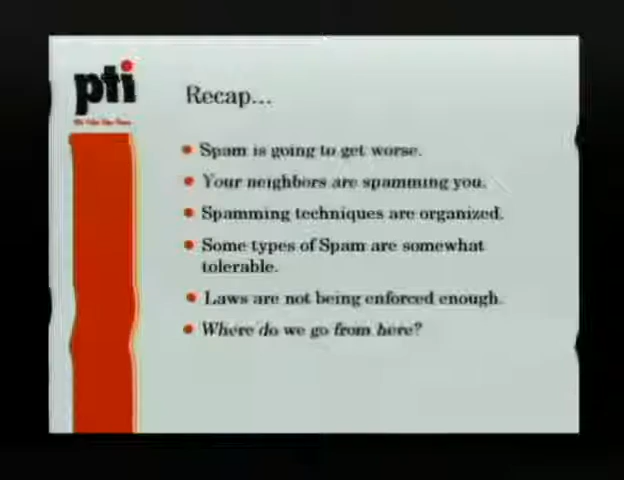 pti
Recap...
Spam is going to get worse.
Your neighbors are spamming you.
Spamming techniques are organized.
Some types of Spam are somewhat
tolerable.
Laws are not being enforced enough.
Where do we go from here?